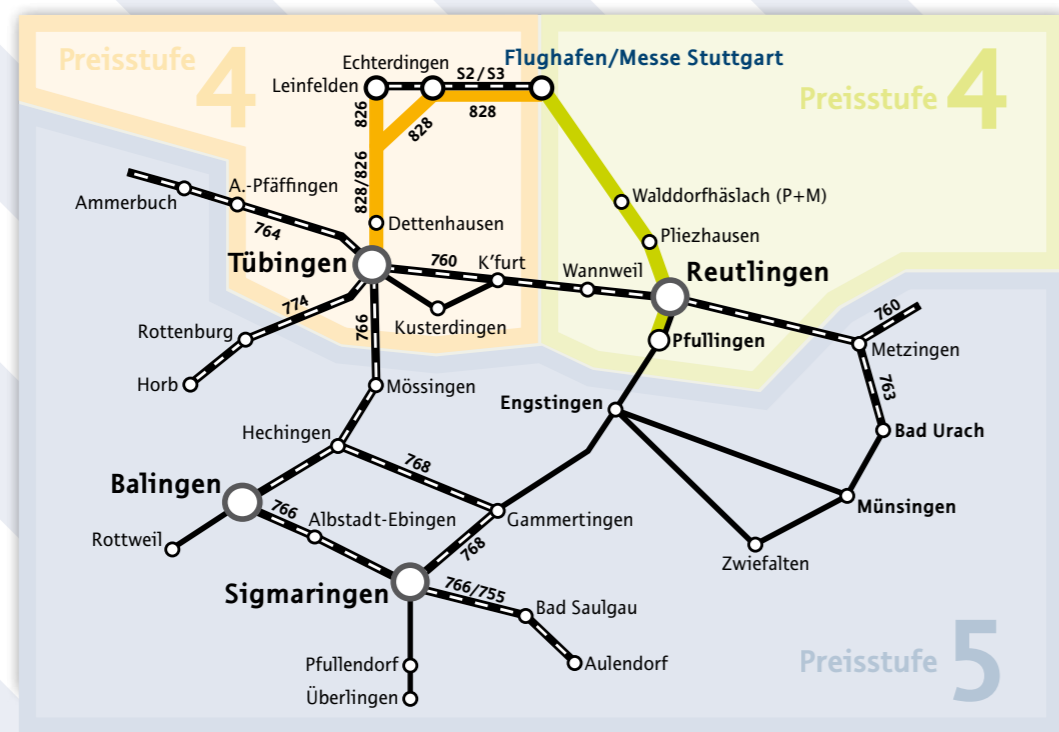 Preisstufe 4
Echterdingen
S2/S3
Flughafen/Messe Stuttgart
Leinfelden
826
828
828
Preisstufe 4
828/826
A.-Pfäffingen
Ammerbuch
764
Dettenhausen
Walddorfhäslach (P+M)
Pliezhausen
Tübingen
760
K'furt
Wannweil
Reutlingen
774
766
Kusterdingen
760
Rottenburg
Pfullingen
Metzingen
Horb
Mössingen
763
Engstingen
Bad Urach
Hechingen
768
Balingen
766
Albstadt-Ebingen
Gammertingen
Münsingen
Rottweil
768
Zwiefalten
Sigmaringen
766/755
Bad Saulgau
Pfullendorf
Aulendorf
Preisstufe 5
Überlingen